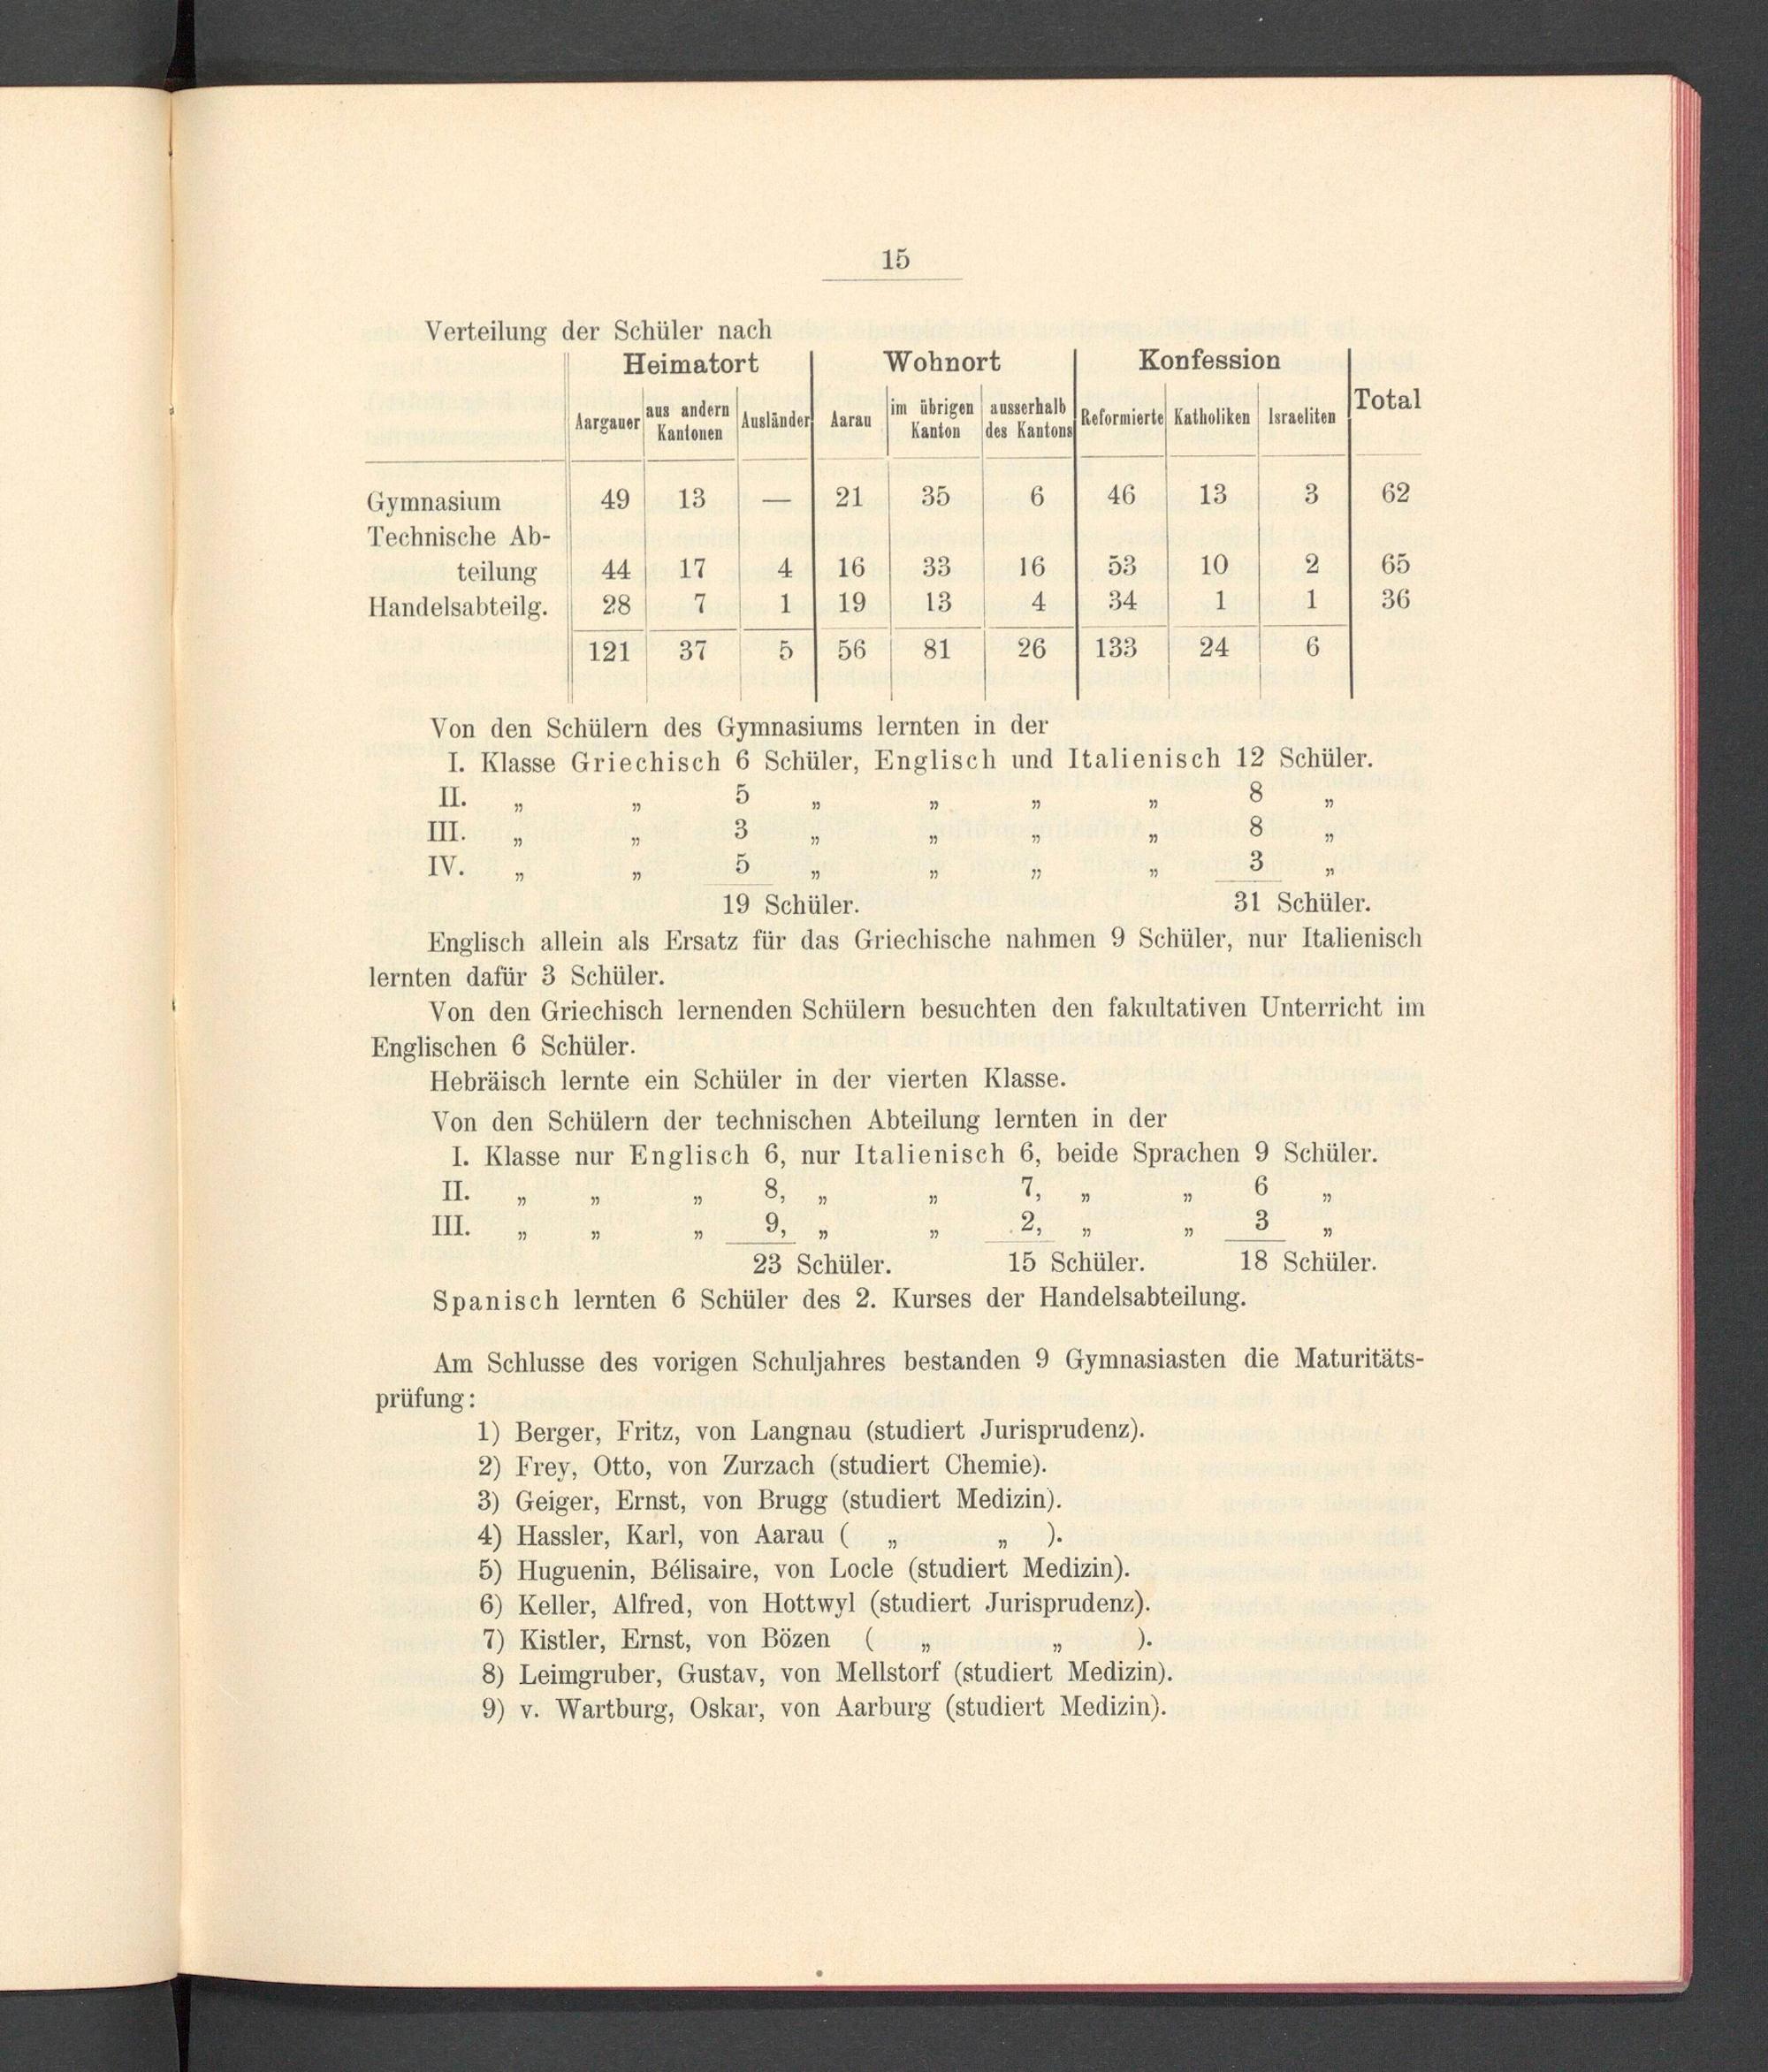 15
Verteilung der Schüler nach
Heimatort Wohnort Konfession Total
Aargauer aus andern Kantonen Ausländer Aarau im übrigen Kanton ausserhalb des Kantons Reformierte Katholiken Israeliten
Gymnasium 49 13 — 21 35 6 46 13 3 62
Technische Ab-
teilung 44 17 4 16 33 16 53 10 2 65
Handelsabteilg. 28 7 1 19 13 4 34 1 1 36
121 37 5 56 81 26 133 24 6
Von den Schülern des Gymnasiums lernten in der
I. Klasse Griechisch 6 Schüler, Englisch und Italienisch 12 Schüler.
II. „ „ 5 „ „ „ „ 8 „
III. „ „ 3 „ „ „ „ 8 „
IV. „ „ 5 „ „ „ „ 3 „
19 Schüler. 31 Schüler.
Englisch allein als Ersatz für das Griechische nahmen 9 Schüler, nur Italienisch
lernten dafür 3 Schüler.
Von den Griechisch lernenden Schülern besuchten den fakultativen Unterricht im
Englischen 6 Schüler.
Hebräisch lernte ein Schüler in der vierten Klasse.
Von den Schülern der technischen Abteilung lernten in der
I. Klasse nur Englisch 6, nur Italienisch 6, beide Sprachen 9 Schüler.
II. „ „ „ 8, „ „ 7, „ „ 6 „
III. „ „ „ 9, „ „ 2, „ „ 3 „
23 Schüler. 15 Schüler. 18 Schüler.
Spanisch lernten 6 Schüler des 2. Kurses der Handelsabteilung.
Am Schlusse des vorigen Schuljahres bestanden 9 Gymnasiasten die Maturitäts-
prüfung:
1) Berger, Fritz, von Langnau (studiert Jurisprudenz).
2) Frey, Otto, von Zurzach (studiert Chemie).
3) Geiger, Ernst, von Brugg (studiert Medizin).
4) Hassler, Karl, von Aarau ( „ „ ).
5) Huguenin, Bélisaire, von Locle (studiert Medizin).
6) Keller, Alfred, von Hottwyl (studiert Jurisprudenz).
7) Kistler, Ernst, von Bözen ( „ „ ).
8) Leimgruber, Gustav, von Mellstorf (studiert Medizin).
9) v. Wartburg, Oskar, von Aarburg (studiert Medizin).